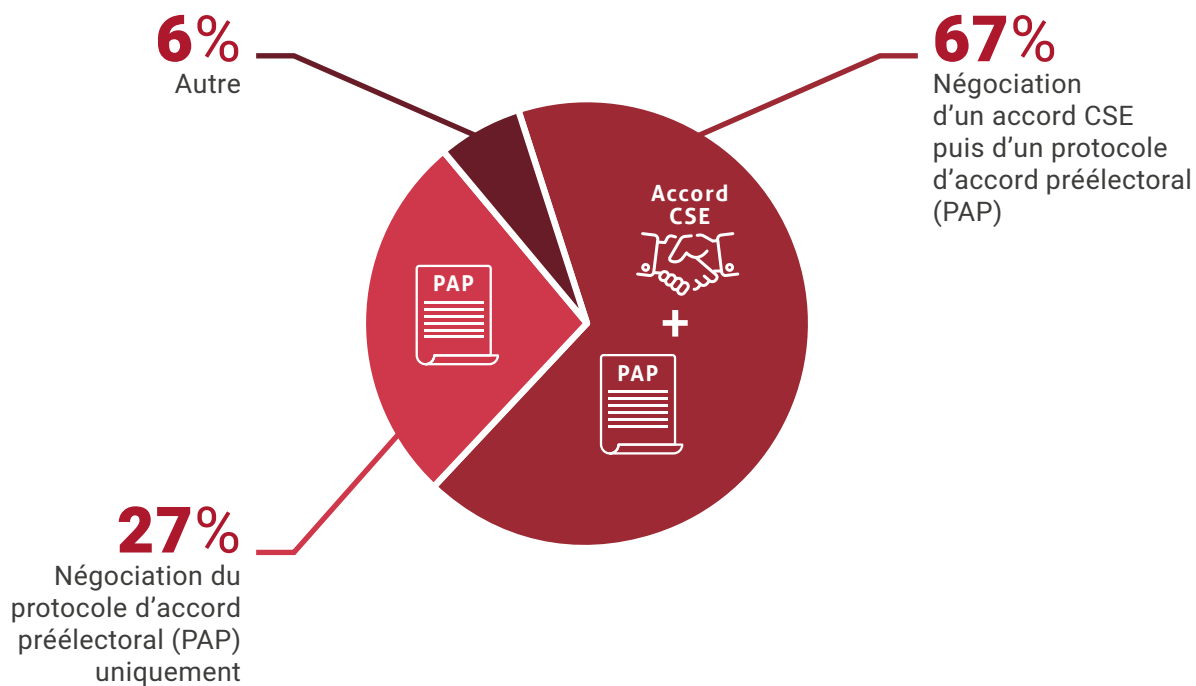 6%
Autre
67%
Négociation
d’un accord CSE
puis d’un protocole
d’accord préélectoral
(PAP)
Accord
CSE
+
PAP
PAP
27%
Négociation du
protocole d’accord
préélectoral (PAP)
uniquement